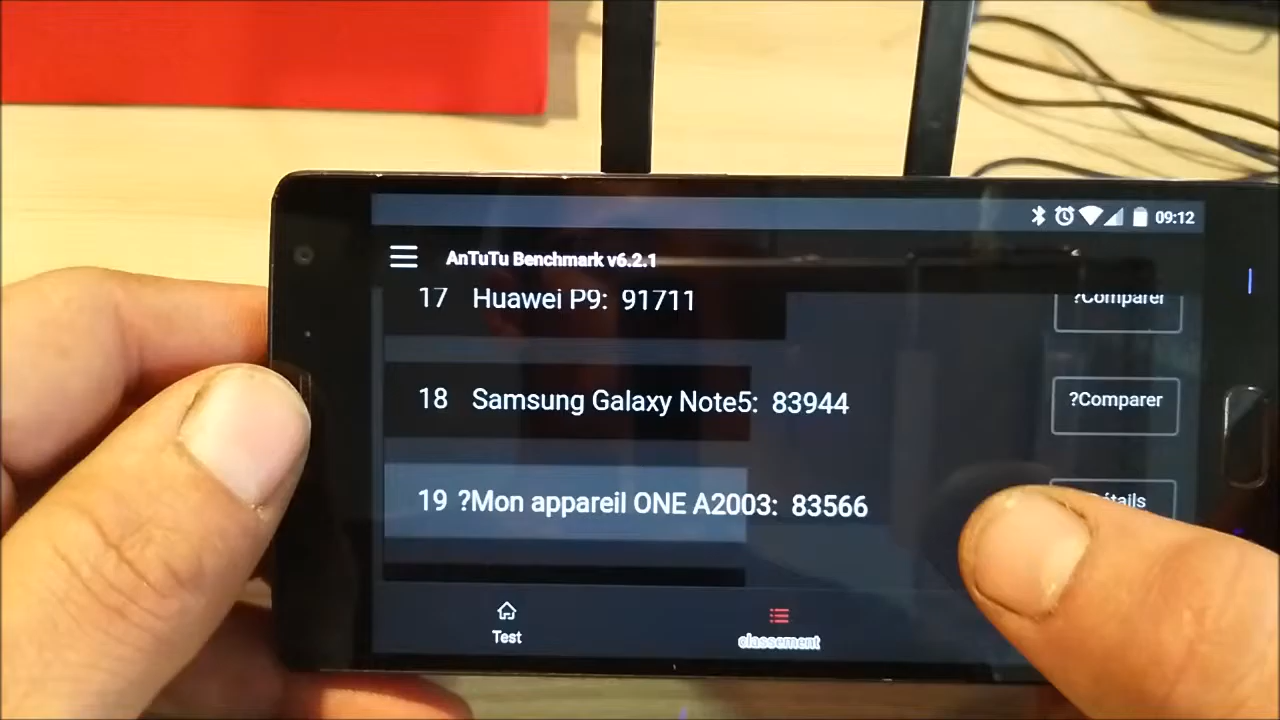 09:12
AnTuTu Benchmark v6.2.1
17 Huawei P9: 91711
?Comparer
18 Samsung Galaxy Note5: 83944
?Comparer
19 ?Mon appareil ONE A2003: 83566
Test
classement